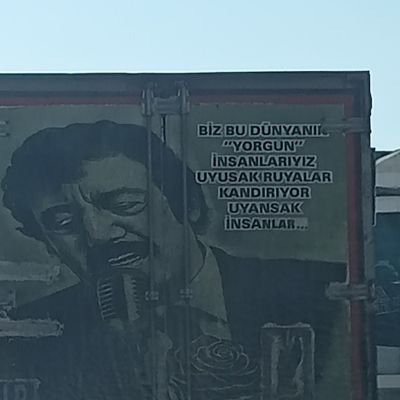 BİZ BU DÜNYANIN
"YORGUN"
İNSANLARIYIZ
UYUSAK RUYALAR
KANDIRIYOR
UYANSAK
İNSANLAR...